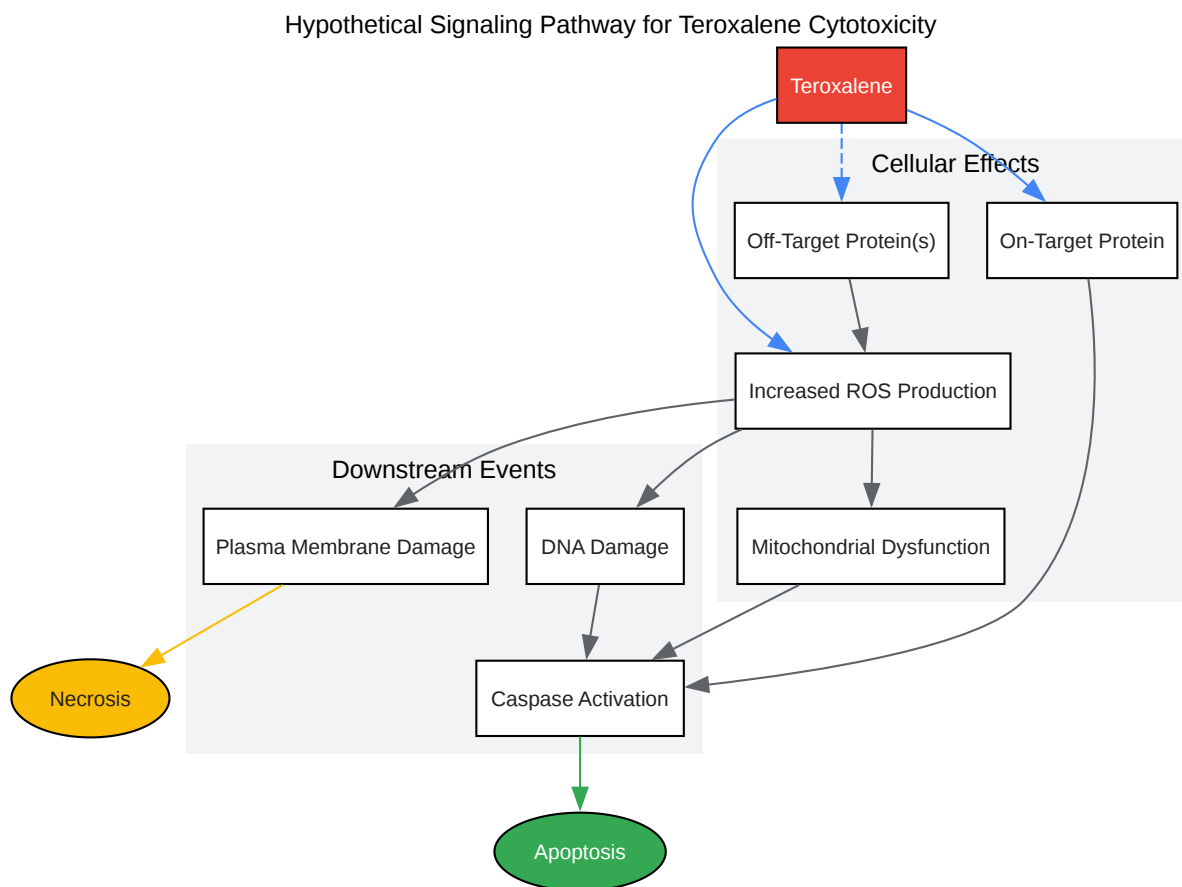 Hypothetical Signaling Pathway for Teroxalene Cytotoxicity
Teroxalene
Cellular Effects
Off-Target Protein(s)
On-Target Protein
Increased ROS Production
Downstream Events
Plasma Membrane Damage
DNA Damage
Mitochondrial Dysfunction
Necrosis
Caspase Activation
Apoptosis